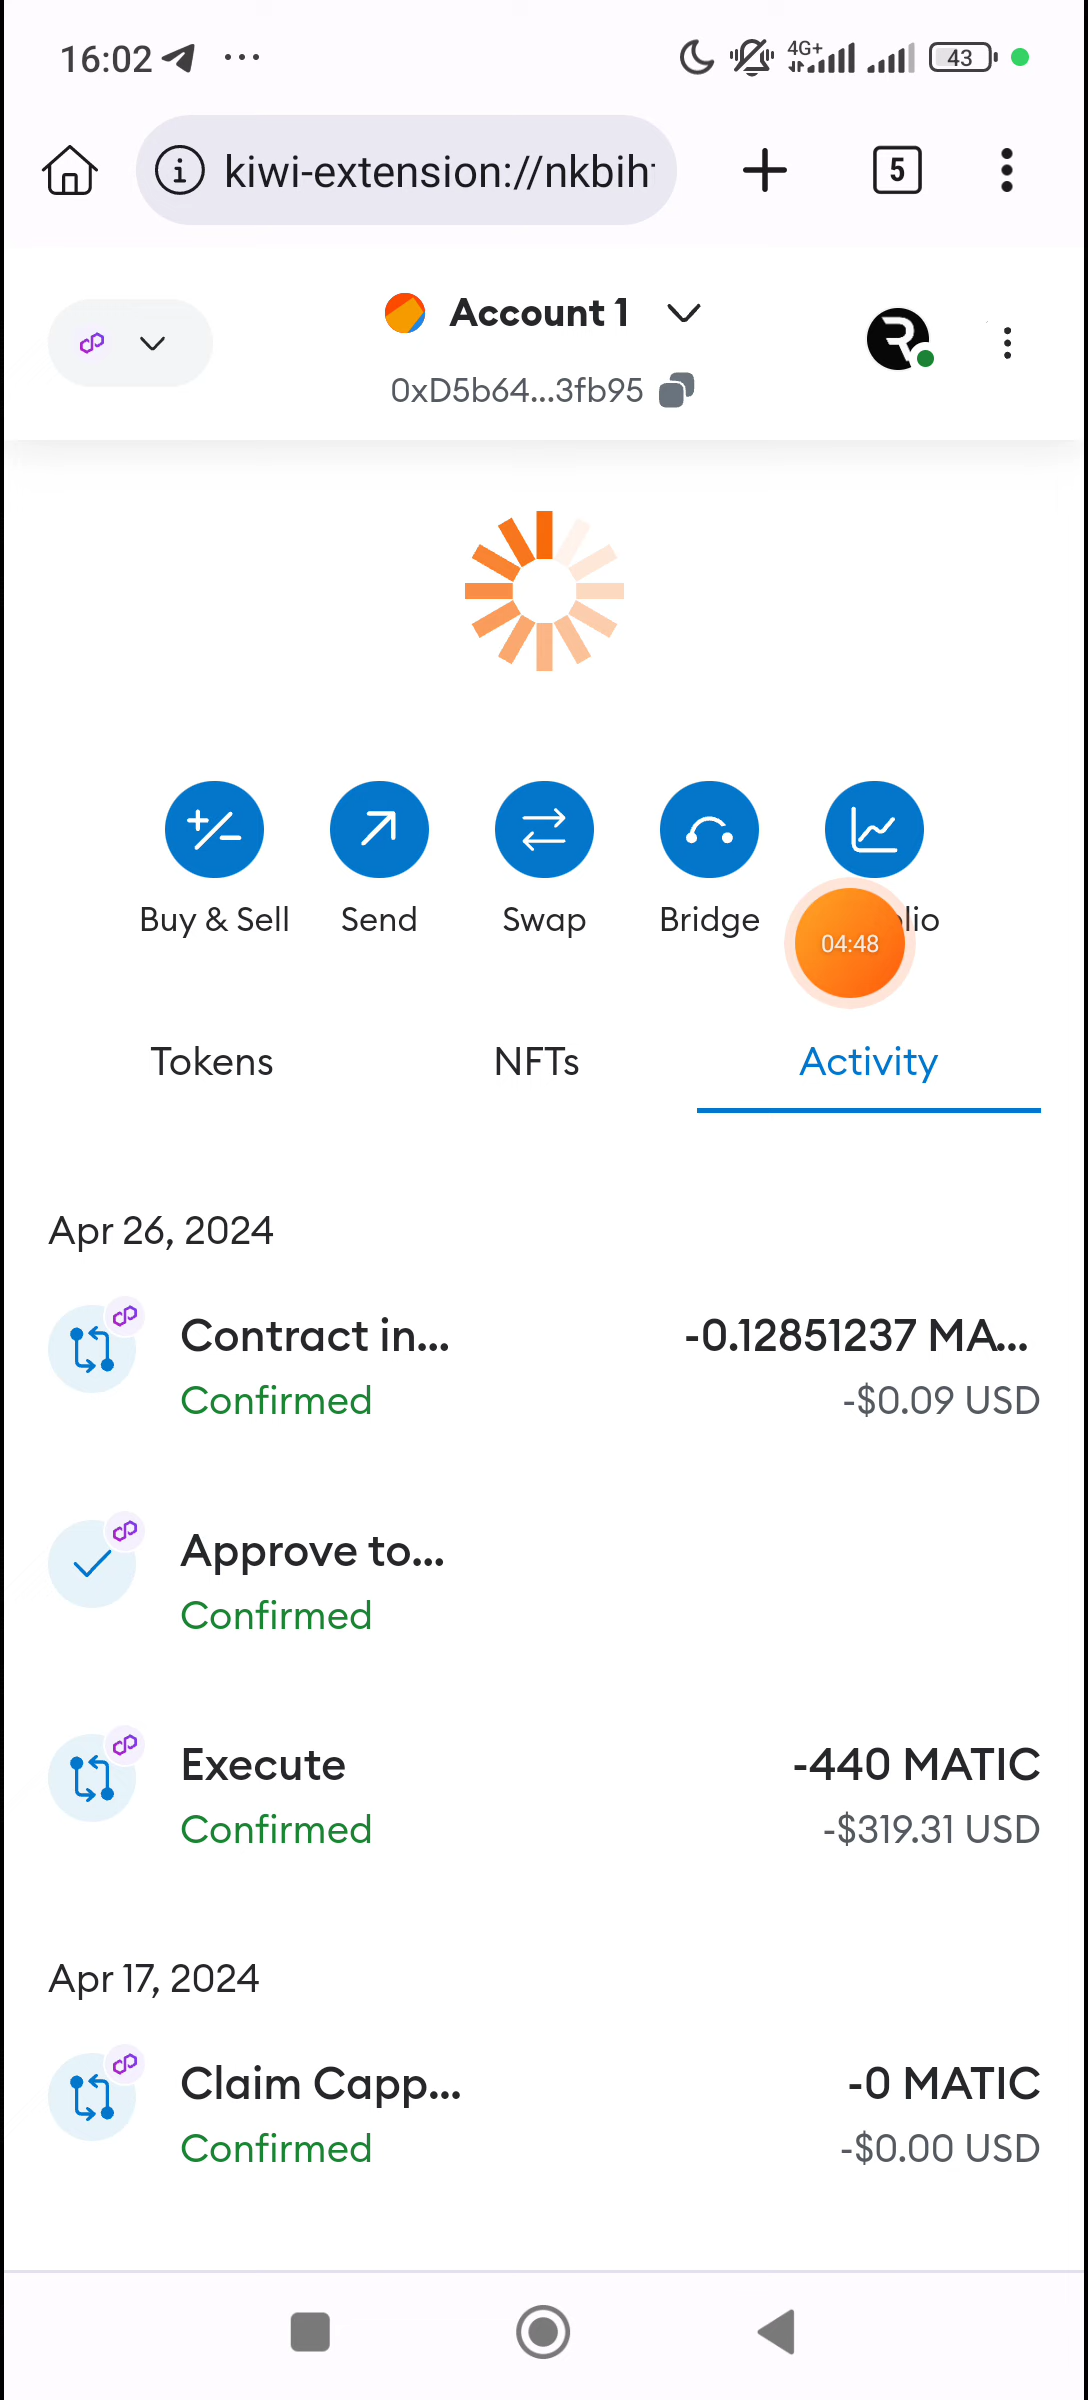 16:02
4G+
43
kiwi-extension://nkbih
5
Account 1
0xD5b64...3fb95
Buy & Sell
Send
Swap
Bridge
lio
04:48
Tokens
NFTs
Activity
Apr 26, 2024
Contract in...
-0.12851237 MA...
Confirmed
-$0.09 USD
Approve to...
Confirmed
Execute
-440 MATIC
Confirmed
-$319.31 USD
Apr 17, 2024
Claim Capp...
-0 MATIC
Confirmed
-$0.00 USD